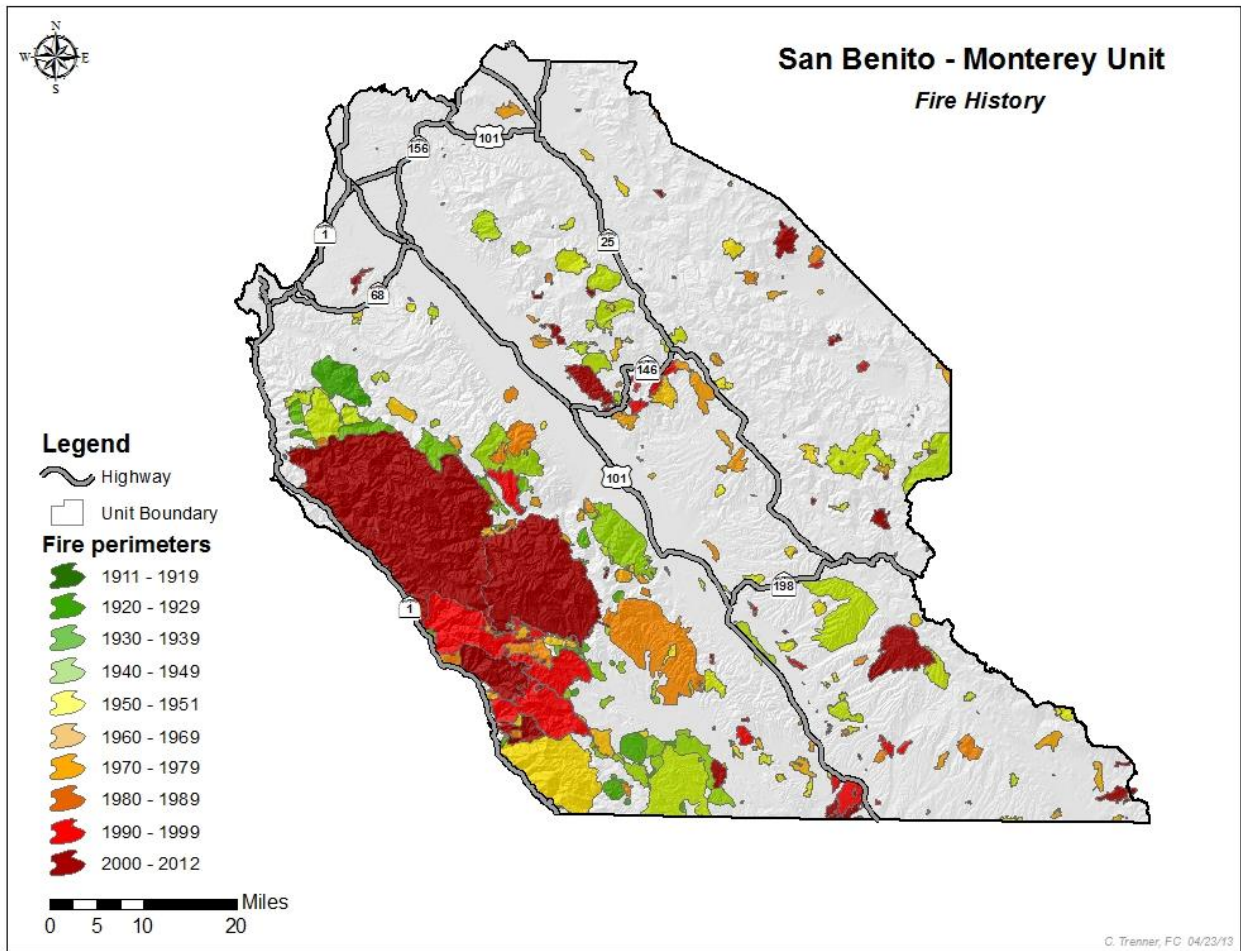 N
W E
S
San Benito - Monterey Unit
Fire History
156
101
1
25
68
146
101
198
1
Legend
Highway
Unit Boundary
Fire perimeters
1911 - 1919
1920 - 1929
1930 - 1939
1940 - 1949
1950 - 1951
1960 - 1969
1970 - 1979
1980 - 1989
1990 - 1999
2000 - 2012
Miles
0 5 10 20
C. Trenner, FC 04/23/13